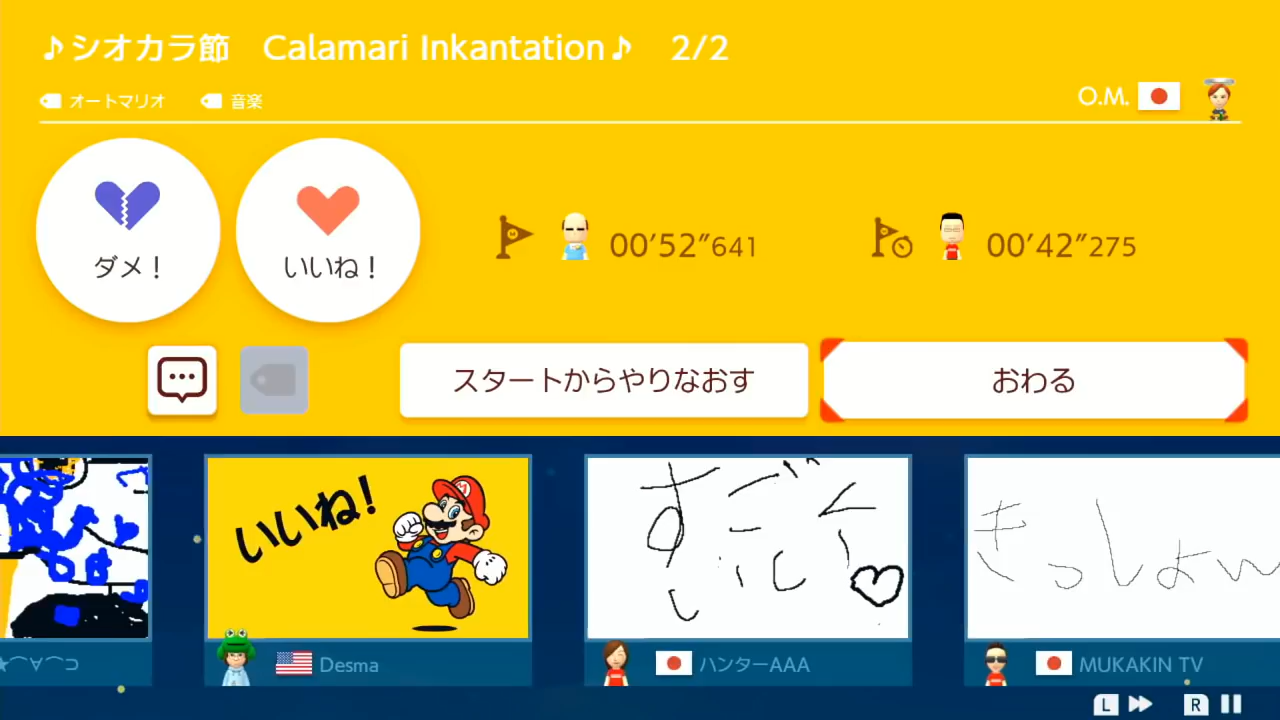 ♪シオカラ節 Calamari Inkantation♪ 2/2
オートマリオ 音楽
O.M.
ダメ！
いいね！
00′52″641
00′42″275
スタートからやりなおす
おわる
いいね!
すごく
いい♡
きっしょw
★⌒∀⌒⊃
Desma
ハンターAAA
MUKAKIN TV
L
R